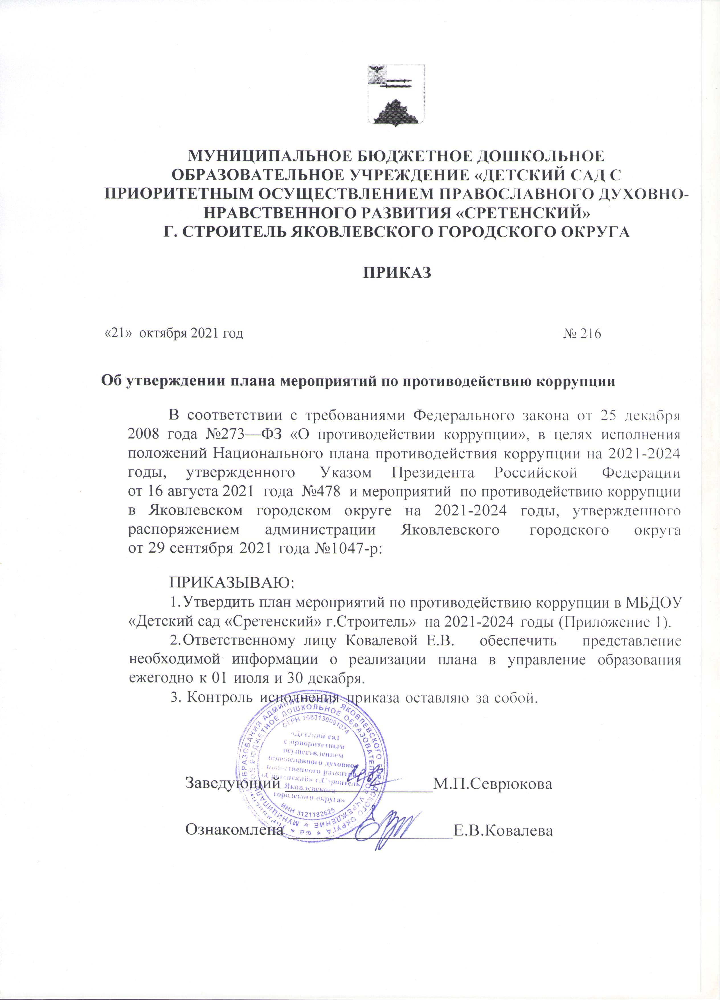 МУНИЦИПАЛЬНОЕ БЮДЖЕТНОЕ ДОШКОЛЬНОЕ
ОБРАЗОВАТЕЛЬНОЕ УЧРЕЖДЕНИЕ «ДЕТСКИЙ САД С
ПРИОРИТЕТНЫМ ОСУЩЕСТВЛЕНИЕМ ПРАВОСЛАВНОГО ДУХОВНО-
НРАВСТВЕННОГО РАЗВИТИЯ «СРЕТЕНСКИЙ»
Г. СТРОИТЕЛЬ ЯКОВЛЕВСКОГО ГОРОДСКОГО ОКРУГА
ПРИКАЗ
«21» октября 2021 год № 216
Об утверждении плана мероприятий по противодействию коррупции
В соответствии с требованиями Федерального закона от 25 декабря
2008 года №273—ФЗ «О противодействии коррупции», в целях исполнения
положений Национального плана противодействия коррупции на 2021-2024
годы, утвержденного Указом Президента Российской Федерации
от 16 августа 2021 года №478 и мероприятий по противодействию коррупции
в Яковлевском городском округе на 2021-2024 годы, утвержденного
распоряжением администрации Яковлевского городского округа
от 29 сентября 2021 года №1047-р:
ПРИКАЗЫВАЮ:
1.Утвердить план мероприятий по противодействию коррупции в МБДОУ
«Детский сад «Сретенский» г.Строитель» на 2021-2024 годы (Приложение 1).
2.Ответственному лицу Ковалевой Е.В. обеспечить представление
необходимой информации о реализации плана в управление образования
ежегодно к 01 июля и 30 декабря.
3. Контроль исполнения приказа оставляю за собой.
Заведующий М.П.Севрюкова
Ознакомлена Е.В.Ковалева
ОБРАЗОВАНИЯ АДМИНИСТРАЦИИ ЯКОВЛЕВСКОГО ГОРОДСКОГО ОКРУГА * РФ *
МУНИЦИПАЛЬНОЕ БЮДЖЕТНОЕ ДОШКОЛЬНОЕ ОБРАЗОВАТЕЛЬНОЕ УЧРЕЖДЕНИЕ *
ОГРН 1083130001074
«Детский сад
с приоритетным
осуществлением
православного духовно-
нравственного развития
«Сретенский» г.Строитель
Яковлевского
городского округа»
ИНН 3121182625